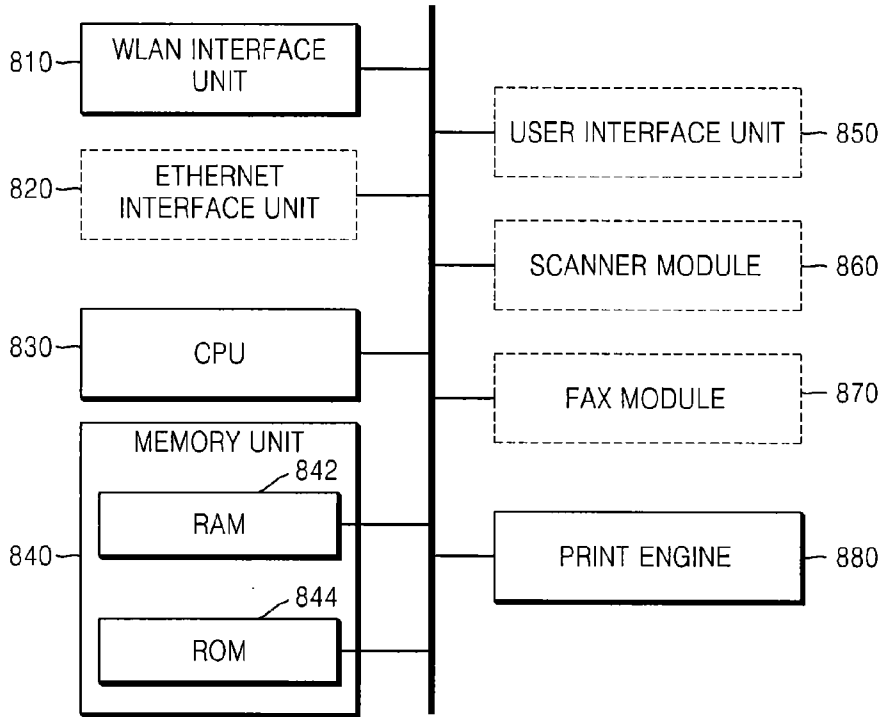 810
WLAN INTERFACE
UNIT
820
ETHERNET
INTERFACE UNIT
830
CPU
840
MEMORY UNIT
842
RAM
844
ROM
USER INTERFACE UNIT
850
SCANNER MODULE
860
FAX MODULE
870
PRINT ENGINE
880